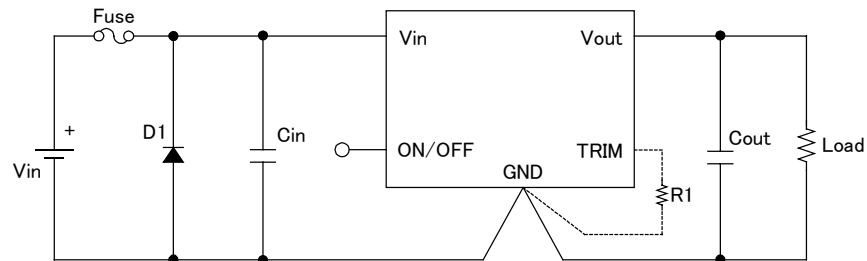 Fuse
Vin
Vout
+
D1
Cin
Cout
Load
Vin
ON/OFF
TRIM
GND
R1